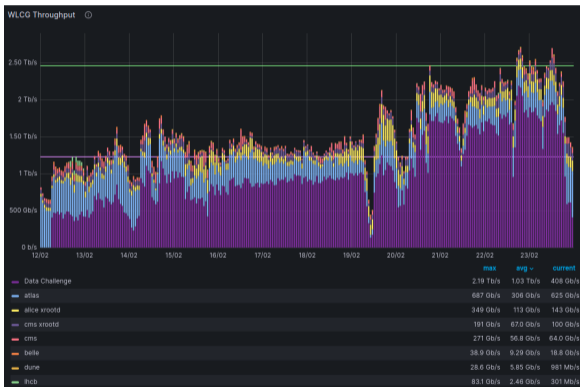 WLCG Throughput
2.50 Tb/s
2 Tb/s
1.50 Tb/s
1 Tb/s
500 Gb/s
0 b/s
12/02 13/02 14/02 15/02 16/02 17/02 18/02 19/02 20/02 21/02 22/02 23/02
max avg current
Data Challenge 2.19 Tb/s 1.03 Tb/s 408 Gb/s
atlas 687 Gb/s 306 Gb/s 625 Gb/s
alice xrootd 349 Gb/s 113 Gb/s 143 Gb/s
cms xrootd 191 Gb/s 67.0 Gb/s 100 Gb/s
cms 271 Gb/s 56.8 Gb/s 64.0 Gb/s
belle 38.9 Gb/s 9.29 Gb/s 18.8 Gb/s
dune 28.6 Gb/s 5.85 Gb/s 981 Mb/s
lhcb 83.1 Gb/s 2.46 Gb/s 301 Mb/s